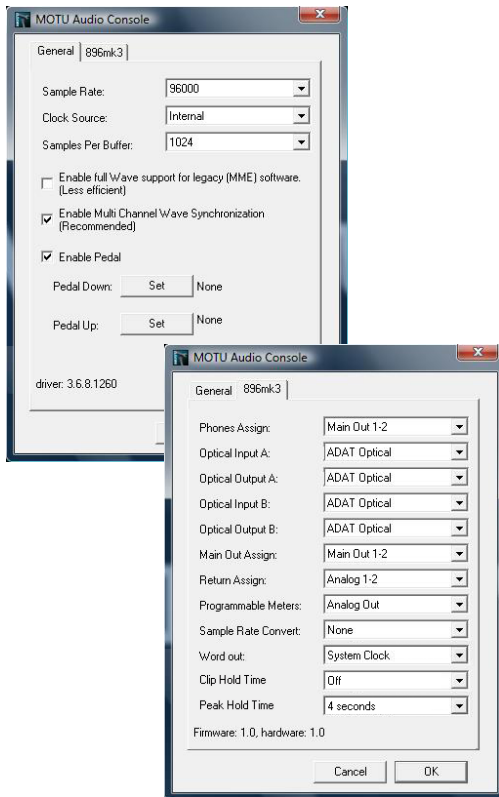 MOTU Audio Console
General 896mk3
Sample Rate: 96000
Clock Source: Internal
Samples Per Buffer: 1024
Enable full Wave support for legacy (MME) software.
(Less efficient)
Enable Multi Channel Wave Synchronization
(Recommended)
Enable Pedal
Pedal Down: Set None
Pedal Up: Set None
driver: 3.6.8.1260
MOTU Audio Console
General 896mk3
Phones Assign: Main Out 1-2
Optical Input A: ADAT Optical
Optical Output A: ADAT Optical
Optical Input B: ADAT Optical
Optical Output B: ADAT Optical
Main Out Assign: Main Out 1-2
Return Assign: Analog 1-2
Programmable Meters: Analog Out
Sample Rate Convert: None
Word out: System Clock
Clip Hold Time Off
Peak Hold Time 4 seconds
Firmware: 1.0, hardware: 1.0
Cancel OK